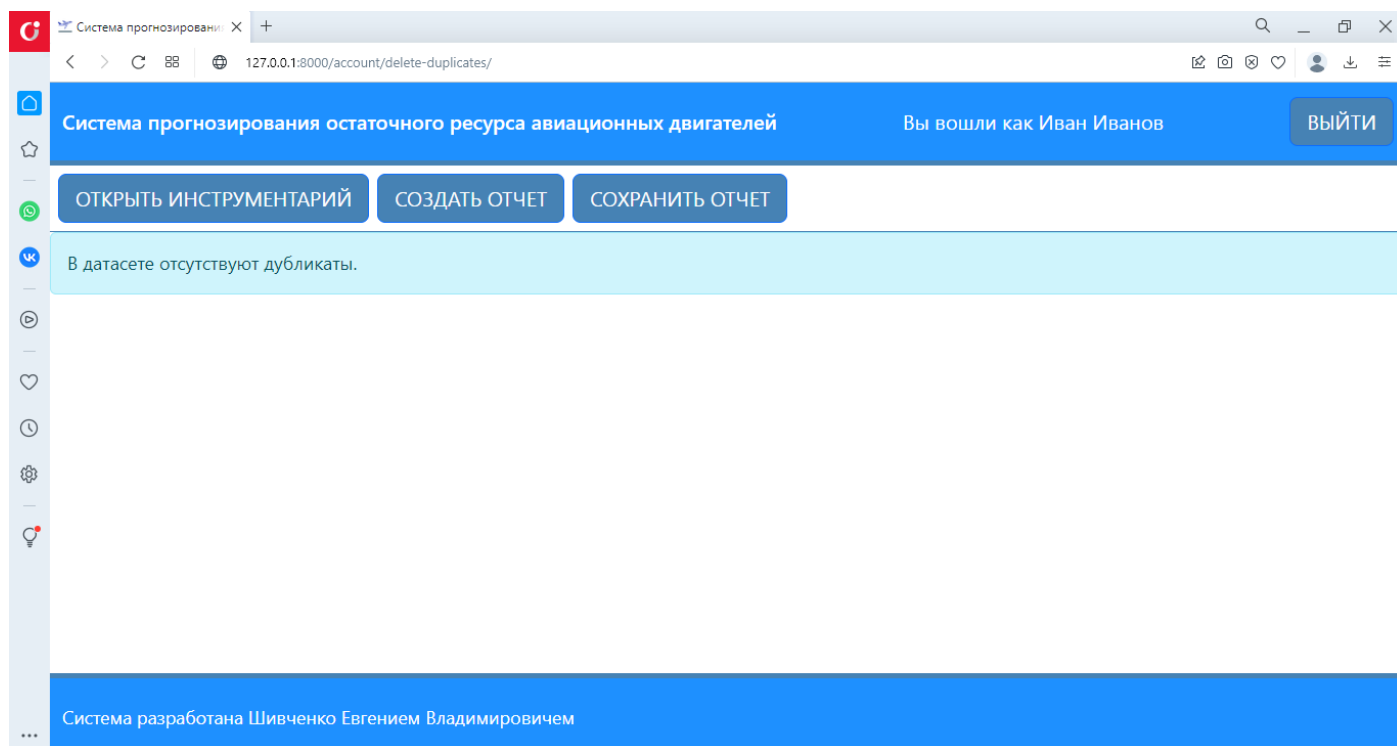 Система прогнозировани
127.0.0.1:8000/account/delete-duplicates/
Система прогнозирования остаточного ресурса авиационных двигателей
Вы вошли как Иван Иванов
ВЫЙТИ
ОТКРЫТЬ ИНСТРУМЕНТАРИЙ
СОЗДАТЬ ОТЧЕТ
СОХРАНИТЬ ОТЧЕТ
В датасете отсутствуют дубликаты.
Система разработана Шивченко Евгением Владимировичем